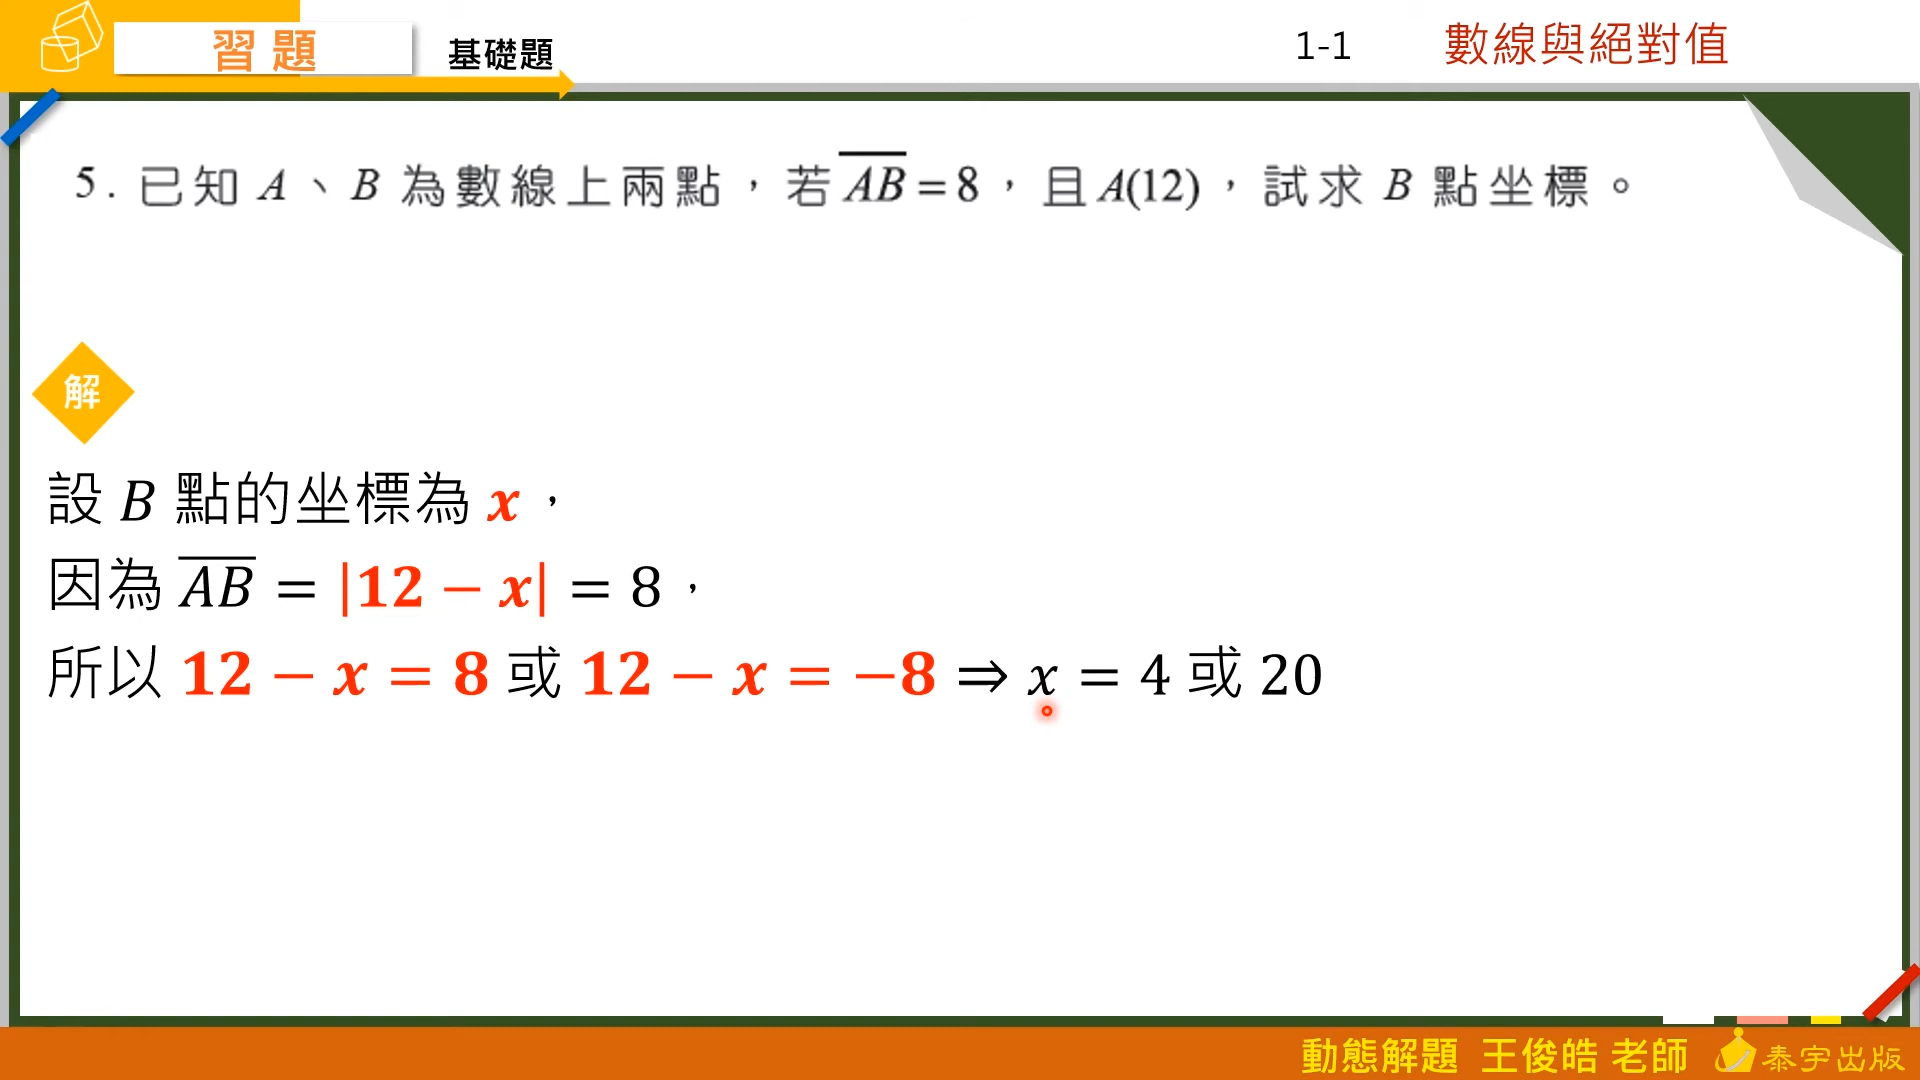 習題 基礎題 1-1 數線與絕對值
5. 已知 A、B 為數線上兩點，若 \overline{AB} = 8，且 A(12)，試求 B 點坐標。
解
設 B 點的坐標為 x，
因為 \overline{AB} = |12 − x| = 8，
所以 12 − x = 8 或 12 − x = −8 ⇒ x = 4 或 20
動態解題 王俊皓 老師 泰宇出版